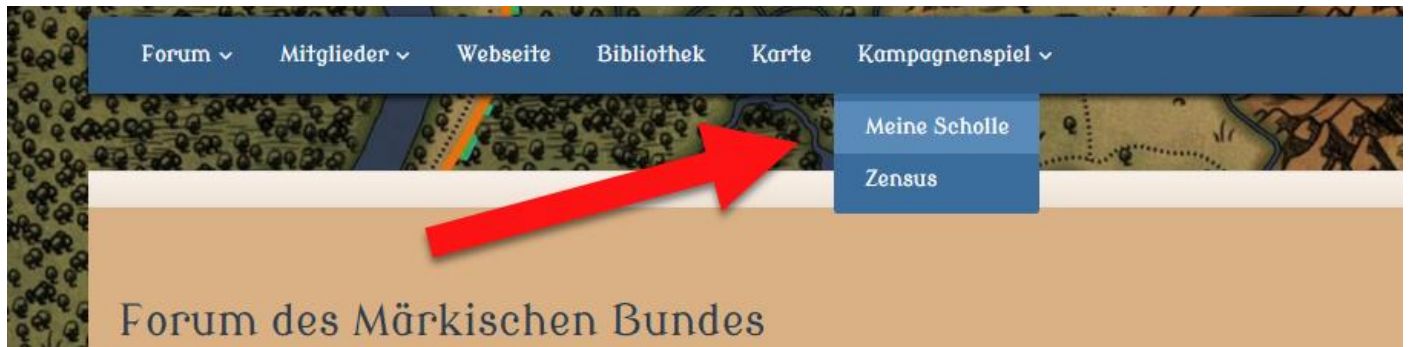 Forum Mitglieder Webseite Bibliothek Karte Kampagnenspiel
Meine Scholle
Zensus
Forum des Märkischen Bundes